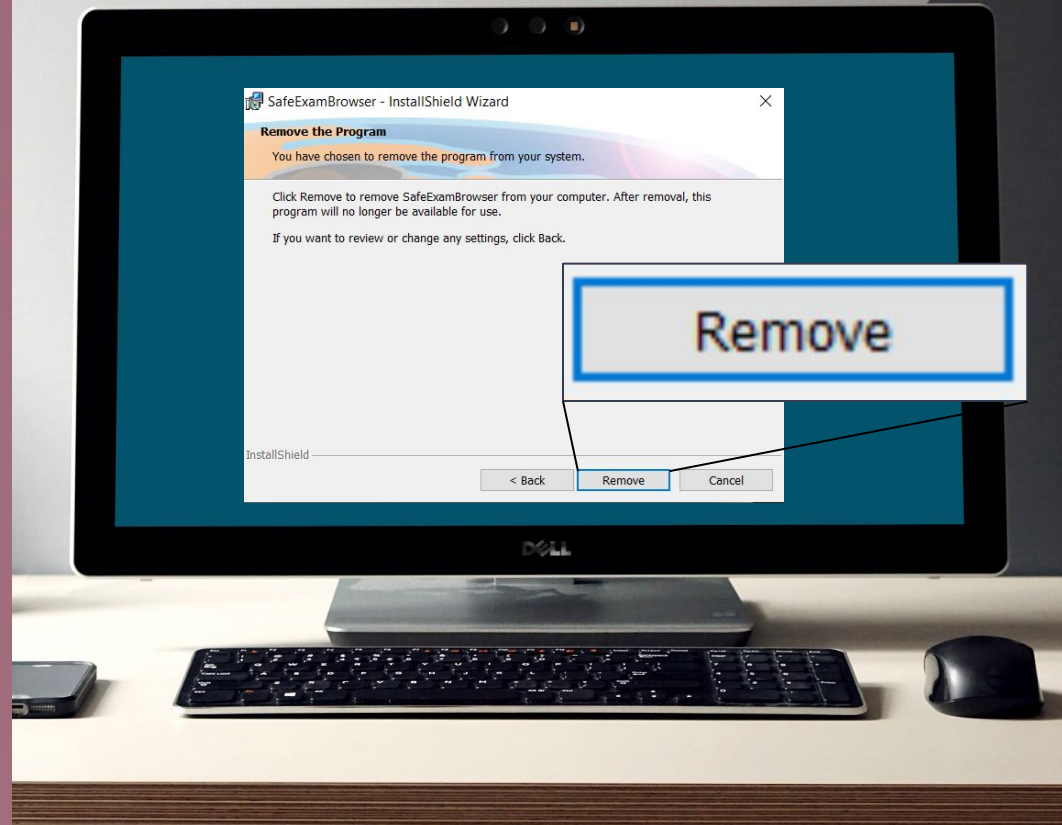 SafeExamBrowser - InstallShield Wizard
Remove the Program
You have chosen to remove the program from your system.
Click Remove to remove SafeExamBrowser from your computer. After removal, this
program will no longer be available for use.
If you want to review or change any settings, click Back.
Remove
InstallShield
< Back
Remove
Cancel
DELL